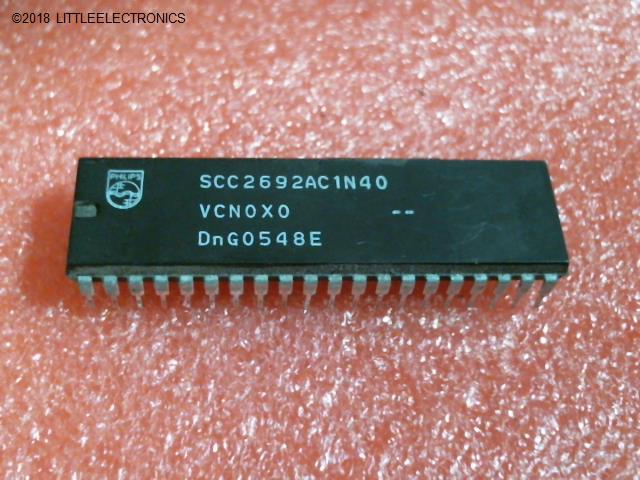 ©2018 LITTLEELECTRONICS
PHILIPS
SCC2692AC1N40
VCN0X0 --
DnG0548E